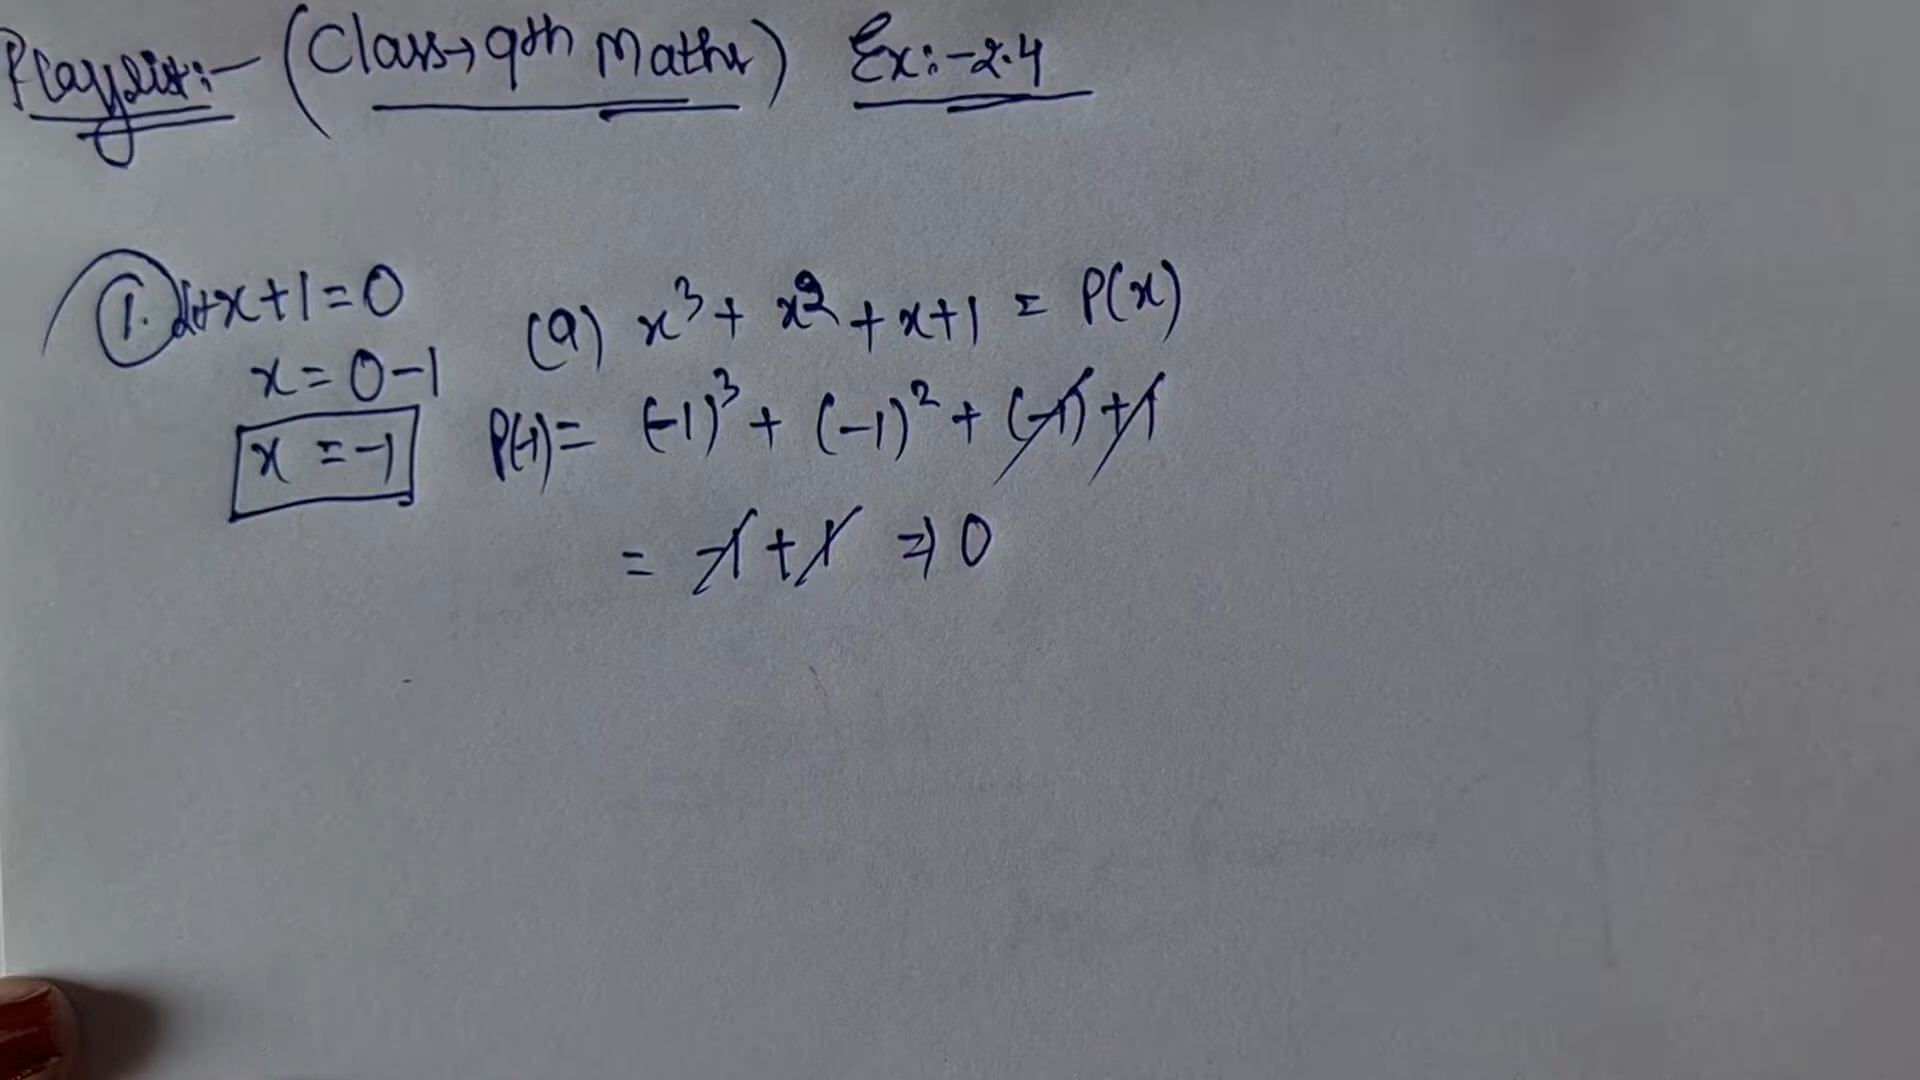 Playlist:- (Class→9th Maths) Ex:-2.4
1. x+1=0
x=0-1
x=-1
(a) x³+ x²+x+1 = P(x)
P(-1)= (-1)³+ (-1)²+ (-1)+1
= -1+1 ⇒ 0